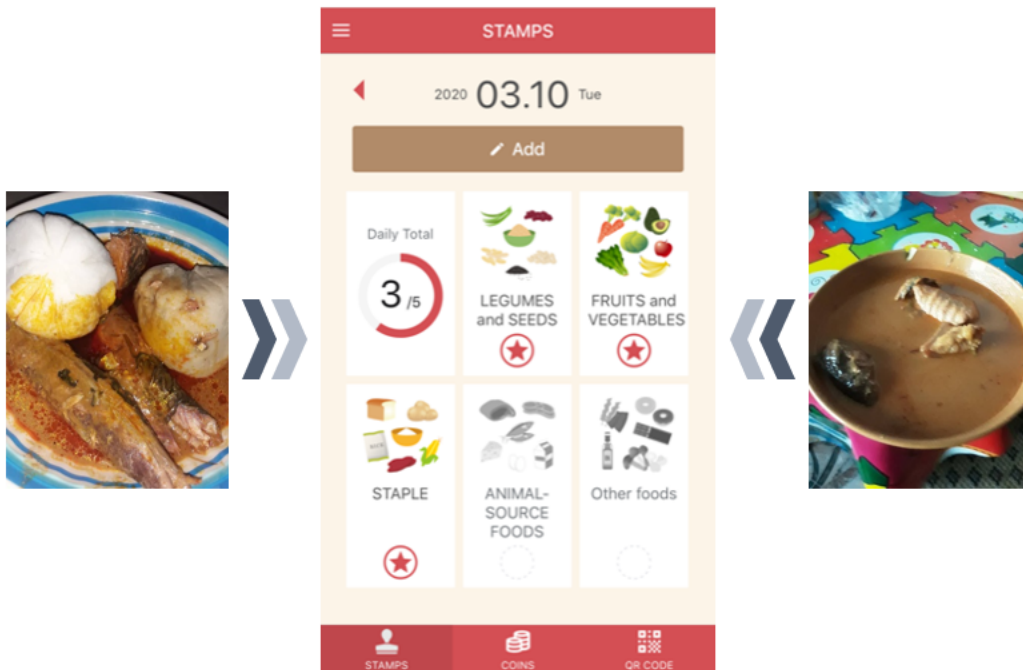 STAMPS
2020 03.10 Tue
Add
Daily Total
3 /5
LEGUMES
and SEEDS
FRUITS and
VEGETABLES
STAPLE
ANIMAL-
SOURCE
FOODS
Other foods
STAMPS
COINS
QR CODE